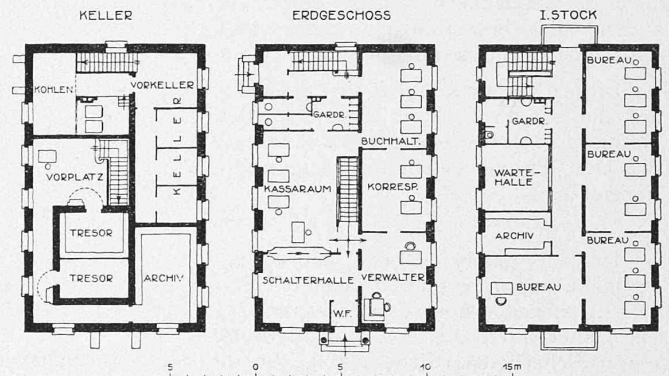 KELLER
ERDGESCHOSS
I. STOCK
KOHLEN
VORKELLER
KELLER
VORPLATZ
TRESOR
TRESOR
ARCHIV
GARDR.
BUCHHALT.
KASSARAUM
KORRESP.
SCHALTERHALLE
VERWALTER
W.F.
BUREAU
GARDR.
BUREAU
WARTE-
HALLE
ARCHIV
BUREAU
BUREAU
5
0
5
10
15m